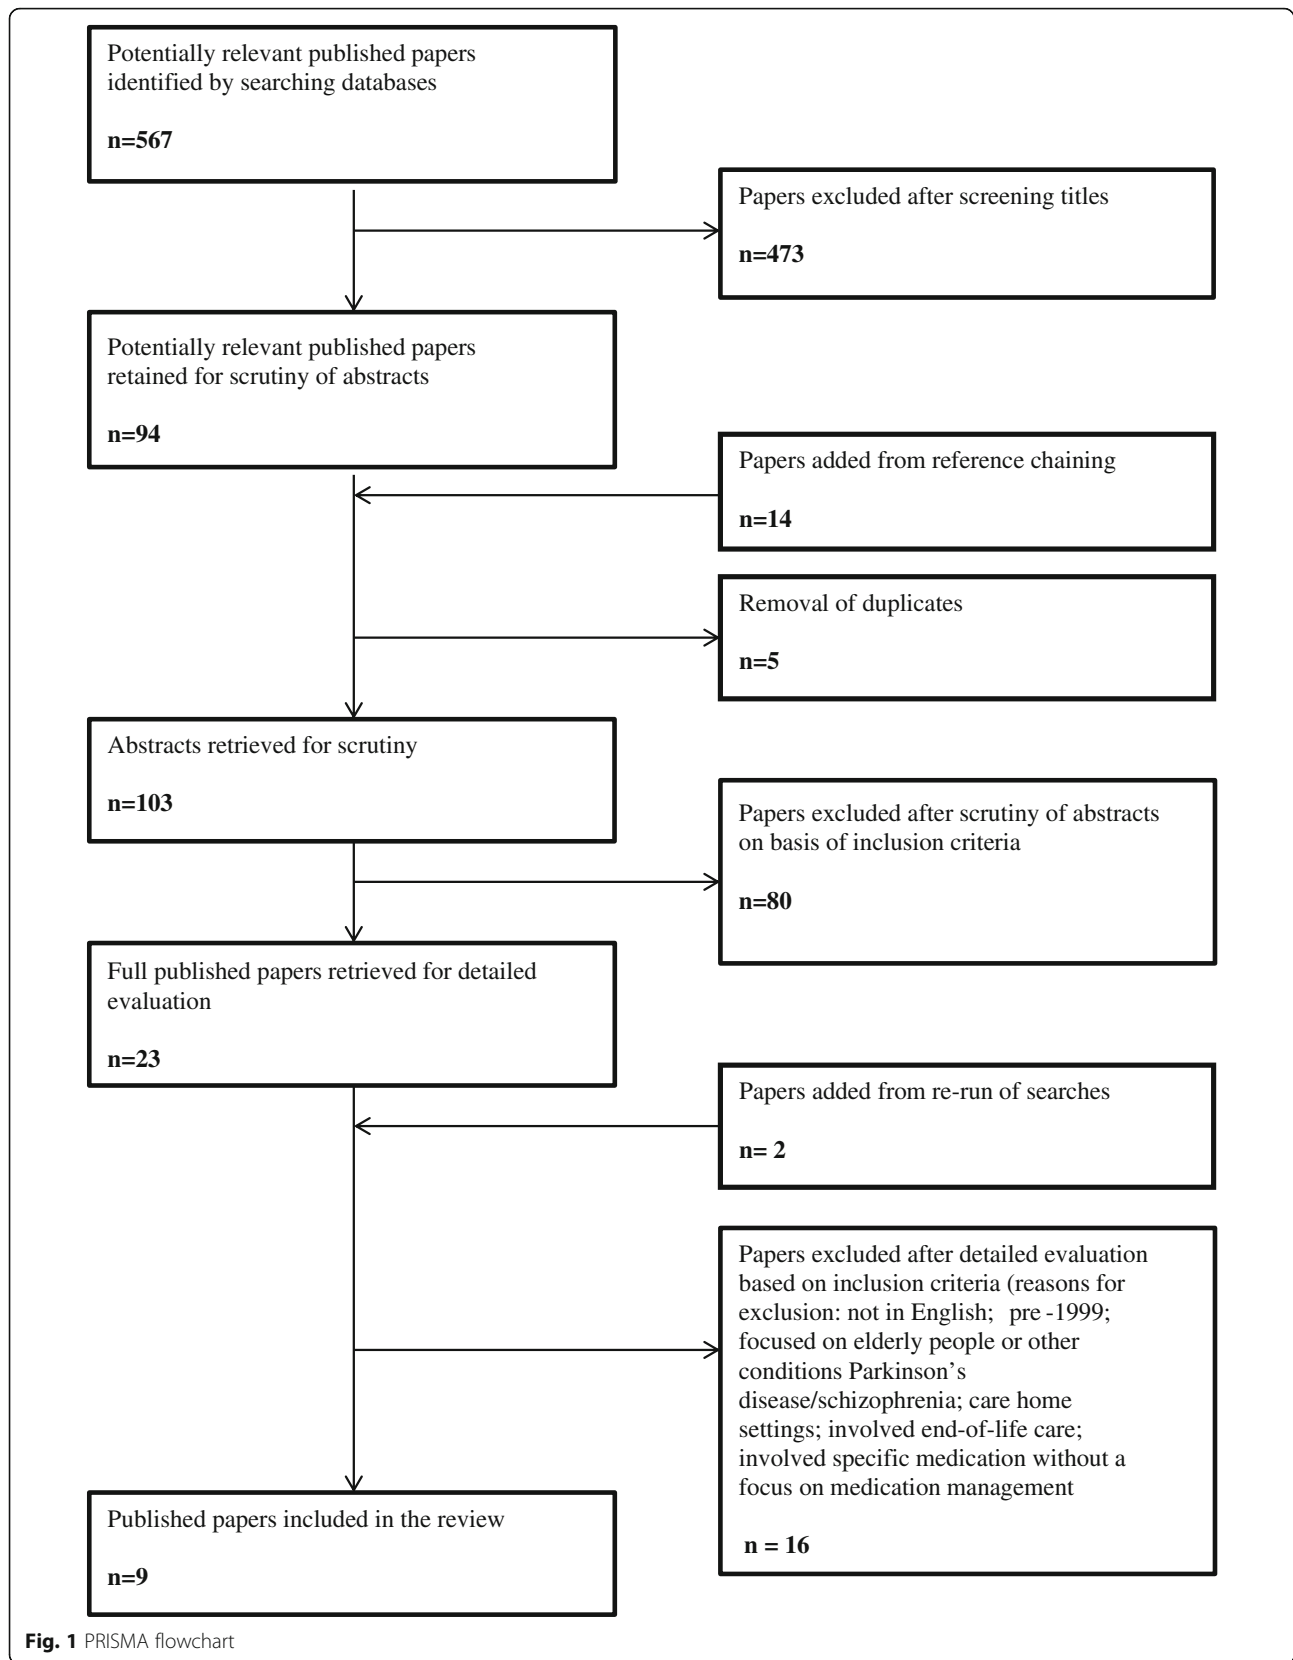 Potentially relevant published papers
identified by searching databases
n=567
Papers excluded after screening titles
n=473
Potentially relevant published papers
retained for scrutiny of abstracts
n=94
Papers added from reference chaining
n=14
Removal of duplicates
n=5
Abstracts retrieved for scrutiny
n=103
Papers excluded after scrutiny of abstracts
on basis of inclusion criteria
n=80
Full published papers retrieved for detailed
evaluation
n=23
Papers added from re-run of searches
n= 2
Papers excluded after detailed evaluation
based on inclusion criteria (reasons for
exclusion: not in English; pre -1999;
focused on elderly people or other
conditions Parkinson's
disease/schizophrenia; care home
settings; involved end-of-life care;
involved specific medication without a
focus on medication management
n = 16
Published papers included in the review
n=9
Fig. 1 PRISMA flowchart